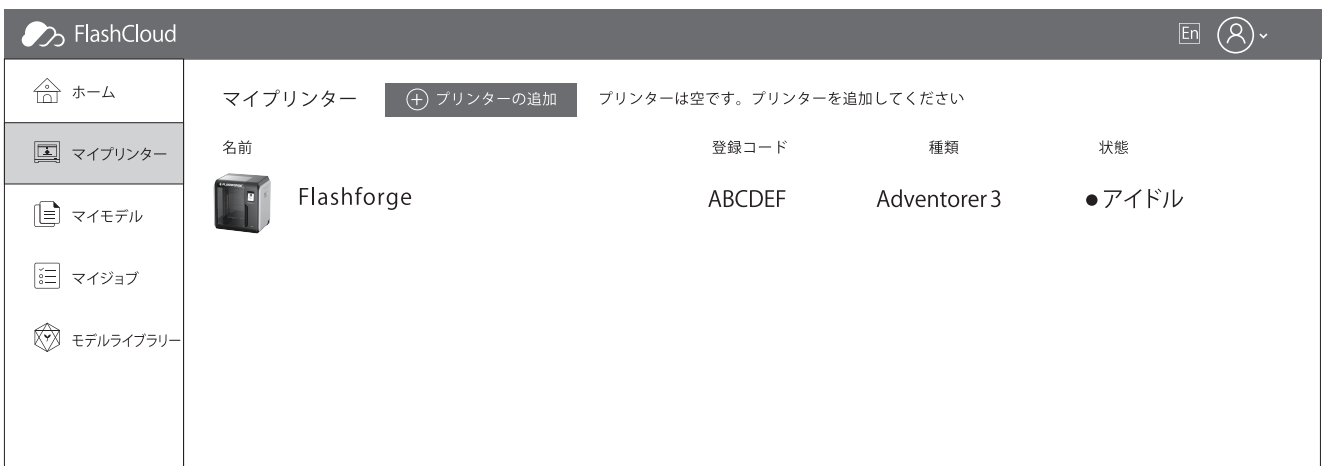 FlashCloud
En
ホーム
マイプリンター
マイモデル
マイジョブ
モデルライブラリー
マイプリンター
プリンターの追加
プリンターは空です。プリンターを追加してください
名前 登録コード 種類 状態
Flashforge ABCDEF Adventorer 3 ●アイドル